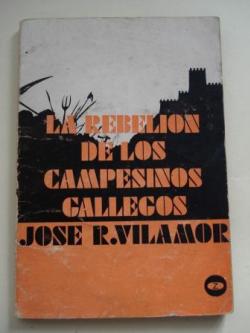 LA REBELION
DE LOS
CAMPESINOS
GALLEGOS
JOSE R.VILAMOR